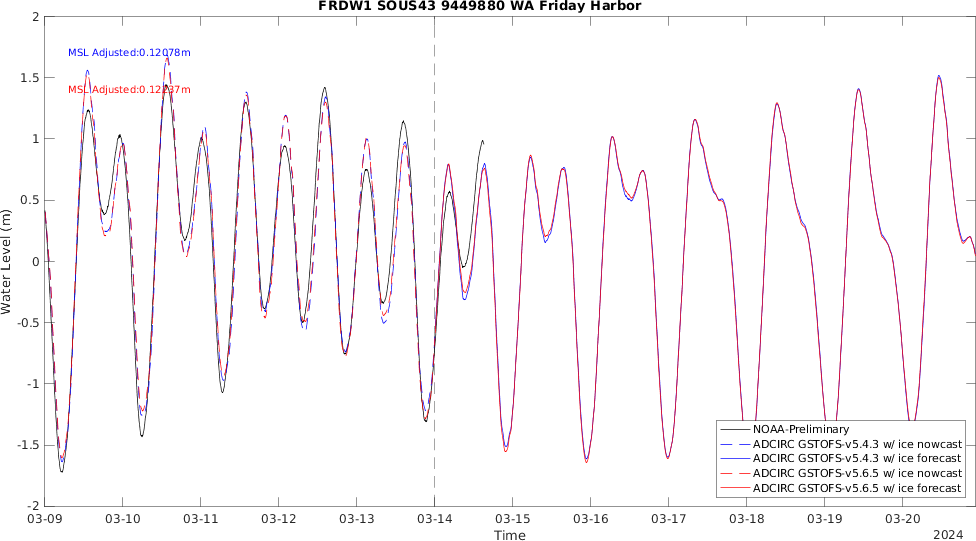 FRDW1 SOUS43 9449880 WA Friday Harbor
MSL Adjusted:0.12078m
MSL Adjusted:0.12137m
Water Level (m)
2
1.5
1
0.5
0
-0.5
-1
-1.5
-2
NOAA-Preliminary
ADCIRC GSTOFS-v5.4.3 w/ ice nowcast
ADCIRC GSTOFS-v5.4.3 w/ ice forecast
ADCIRC GSTOFS-v5.6.5 w/ ice nowcast
ADCIRC GSTOFS-v5.6.5 w/ ice forecast
03-09 03-10 03-11 03-12 03-13 03-14 03-15 03-16 03-17 03-18 03-19 03-20
Time
2024